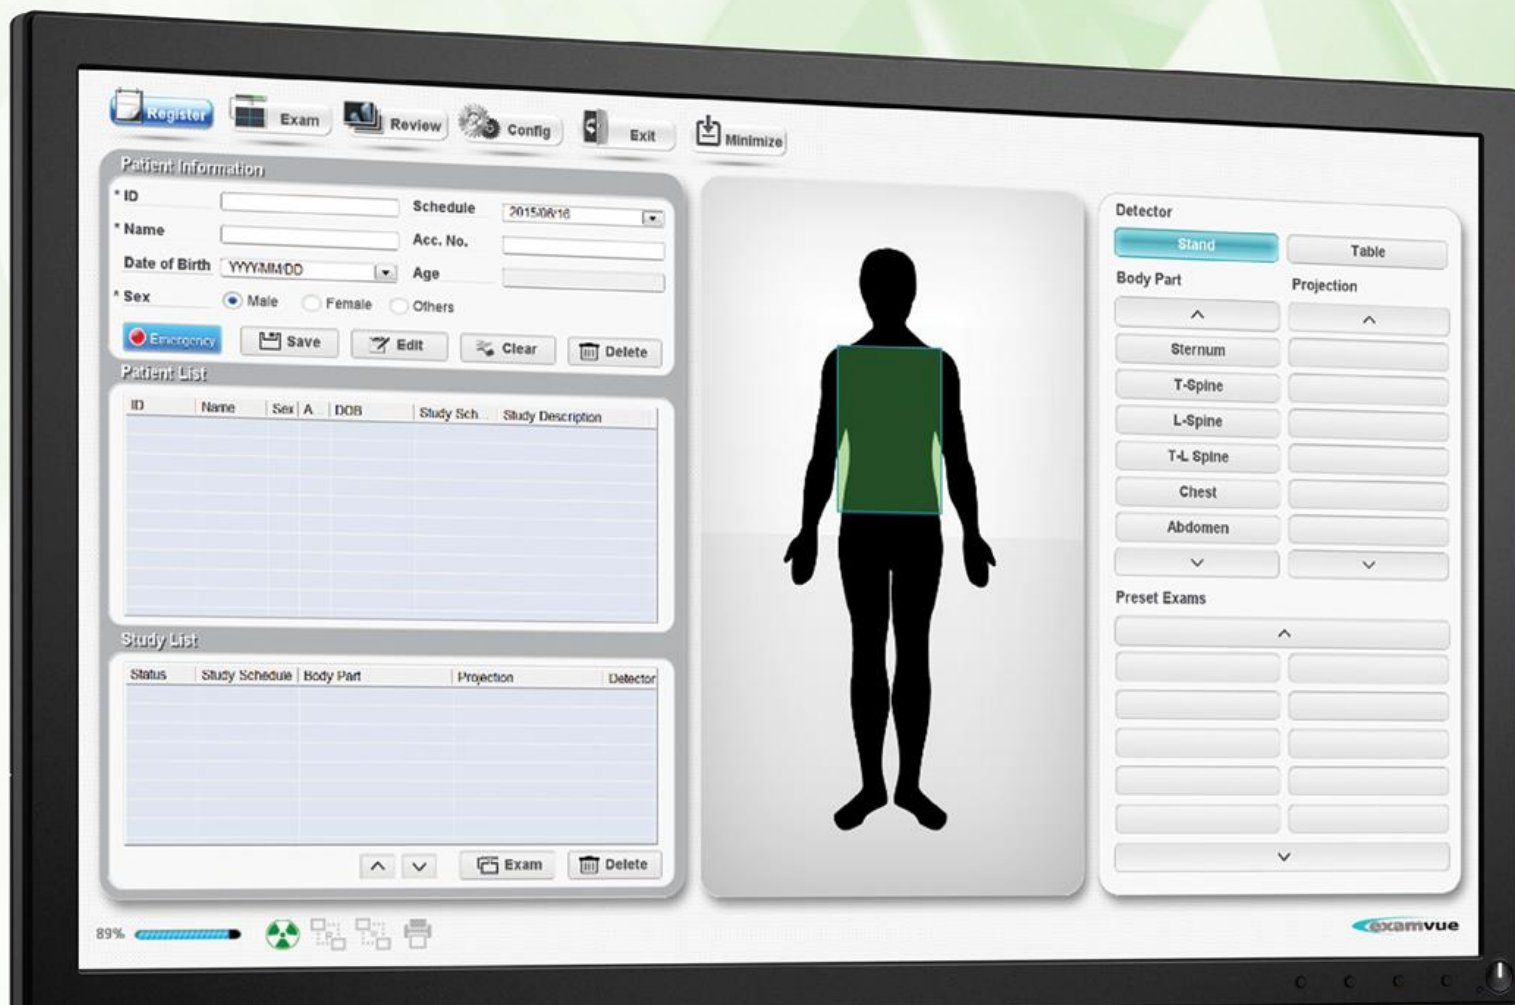 Register Exam Review Config Exit Minimize
Patient Information
* ID Schedule 2015/06/16
* Name Acc. No.
Date of Birth YYYY/MM/DD Age
* Sex Male Female Others
Emergency Save Edit Clear Delete
Patient List
ID Name Sex A... DOB Study Sch... Study Description
Study List
Status Study Schedule Body Part Projection Detector
Exam Delete
89%
Detector
Stand Table
Body Part Projection
Sternum
T-Spine
L-Spine
T-L Spine
Chest
Abdomen
Preset Exams
examvue